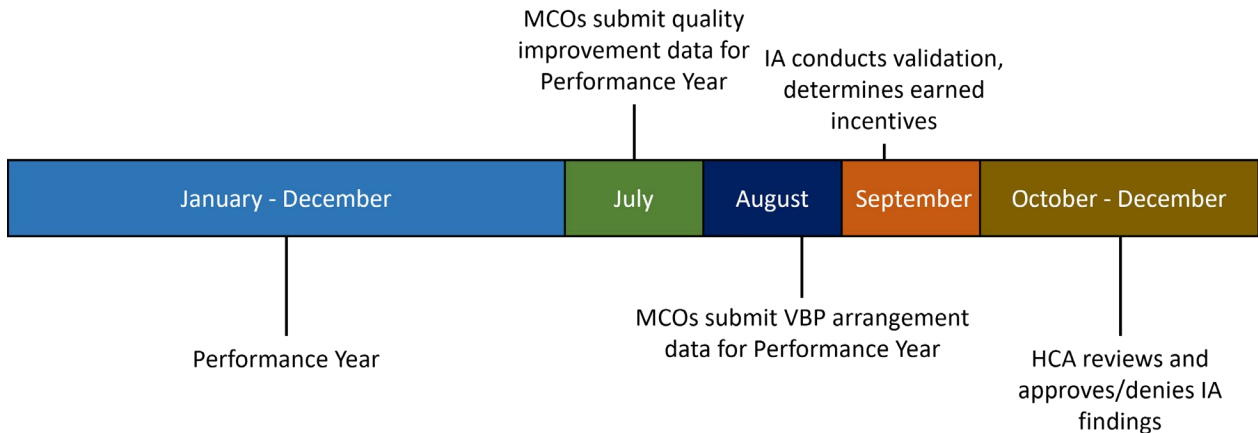 MCOs submit quality
improvement data for
Performance Year
IA conducts validation,
determines earned
incentives
January - December
July
August
September
October - December
Performance Year
MCOs submit VBP arrangement
data for Performance Year
HCA reviews and
approves/denies IA
findings